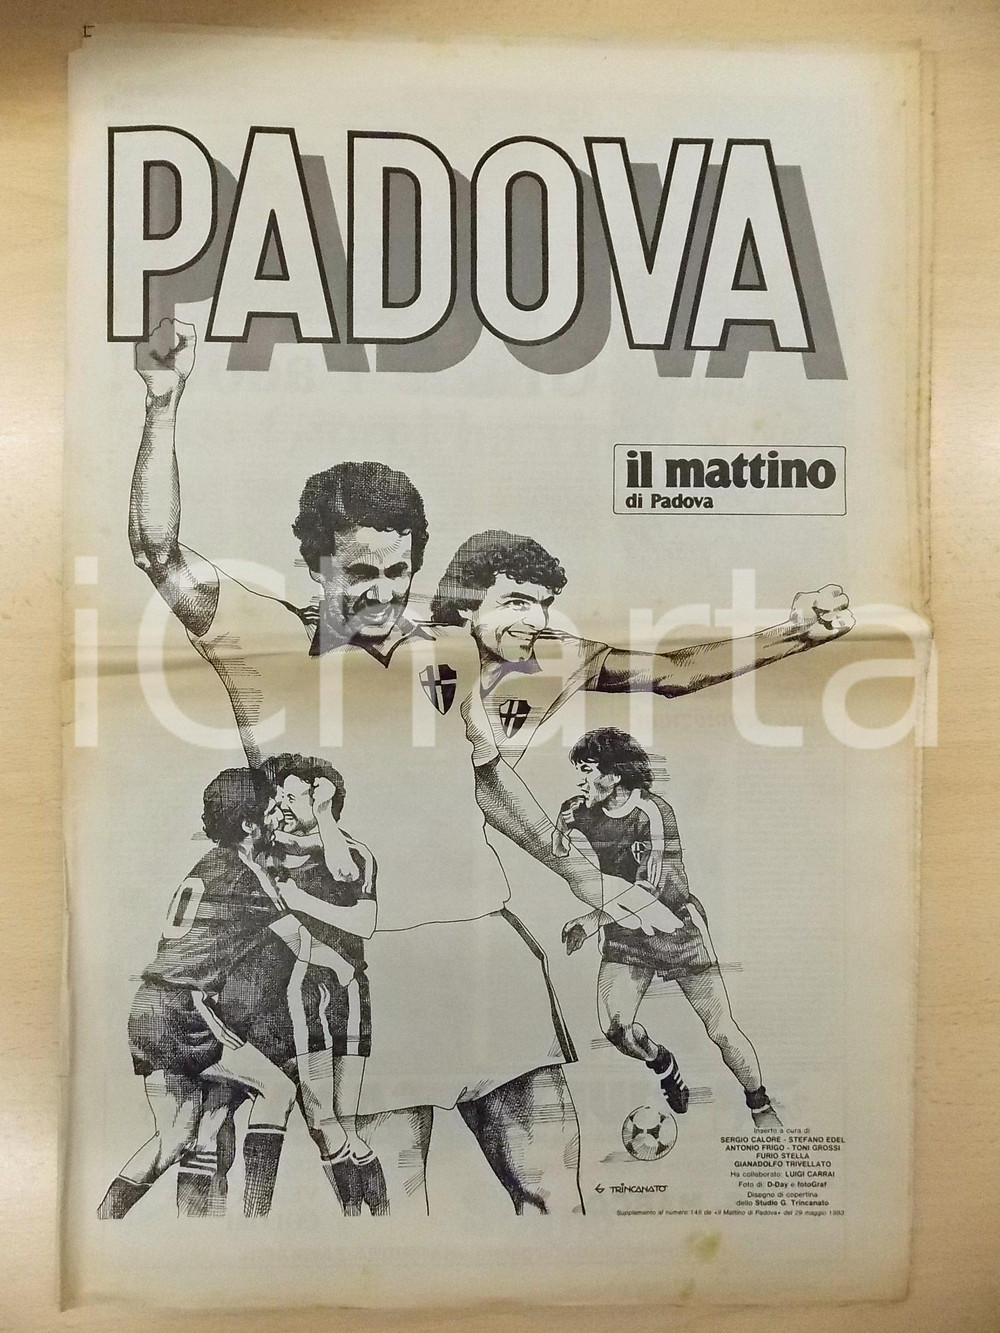 PADOVA
il mattino
di Padova
iCharta
0
Inserto a cura di
SERGIO CALORE - STEFANO EDEL
ANTONIO FRIGO - TONI GROSSI
FURIO STELLA
GIANADOLFO TRIVELLATO
Ha collaborato: LUIGI CARRAI
Foto di: D-Day e fotoGraf
Disegno di copertina
dello Studio G. Trincanato
G TRINCANATO
Supplemento al numero 148 de «Il Mattino di Padova» del 29 maggio 1983